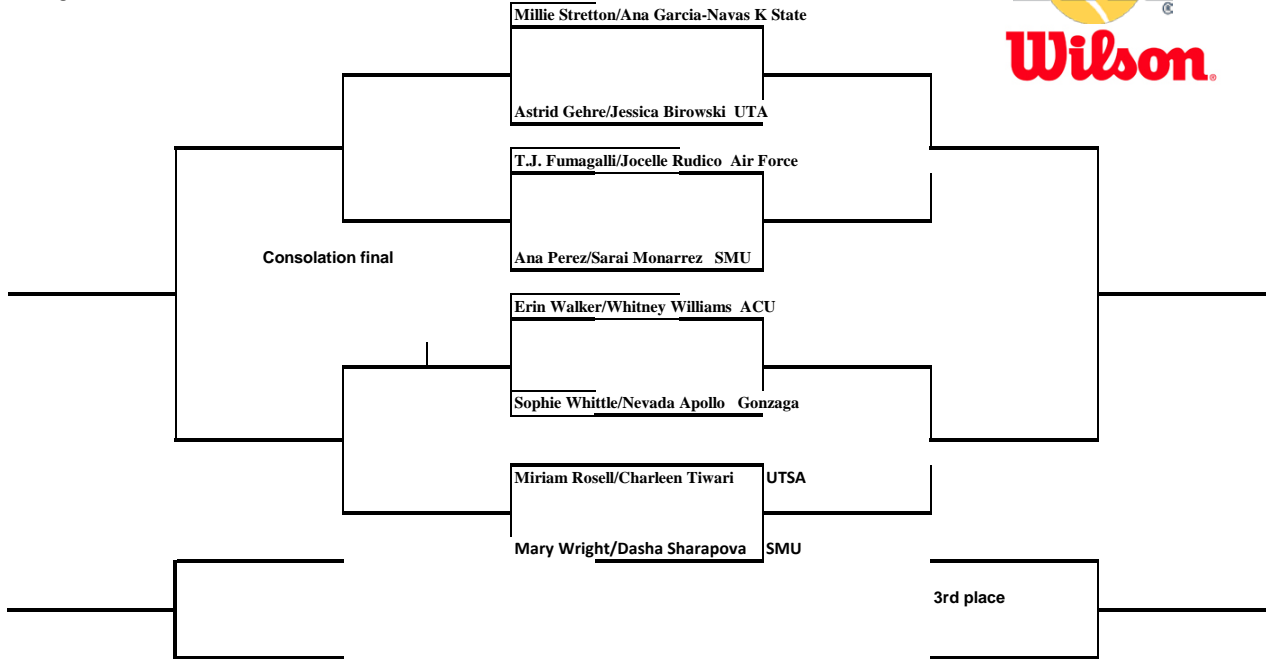 Millie Stretton/Ana Garcia-Navas K State
®
Wilson®
Astrid Gehre/Jessica Birowski UTA
T.J. Fumagalli/Jocelle Rudico Air Force
Consolation final
Ana Perez/Sarai Monarrez SMU
Erin Walker/Whitney Williams ACU
Sophie Whittle/Nevada Apollo Gonzaga
Miriam Rosell/Charleen Tiwari UTSA
Mary Wright/Dasha Sharapova SMU
3rd place